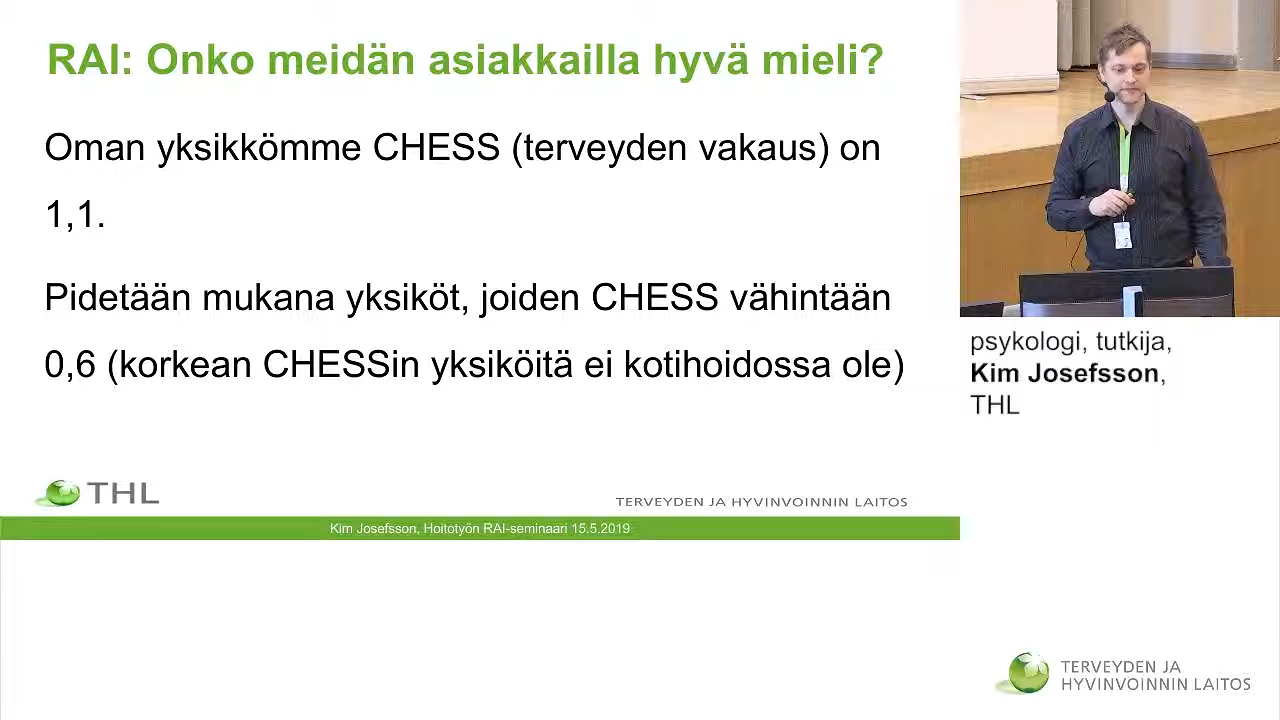 RAI: Onko meidän asiakkailla hyvä mieli?
Oman yksikkömme CHESS (terveyden vakaus) on
1,1.
Pidetään mukana yksiköt, joiden CHESS vähintään
0,6 (korkean CHESSin yksiköitä ei kotihoidossa ole)
THL
TERVEYDEN JA HYVINVOINNIN LAITOS
Kim Josefsson, Hoitotyön RAI-seminaari 15.5.2019
psykologi, tutkija,
Kim Josefsson,
THL
TERVEYDEN JA
HYVINVOINNIN LAITOS